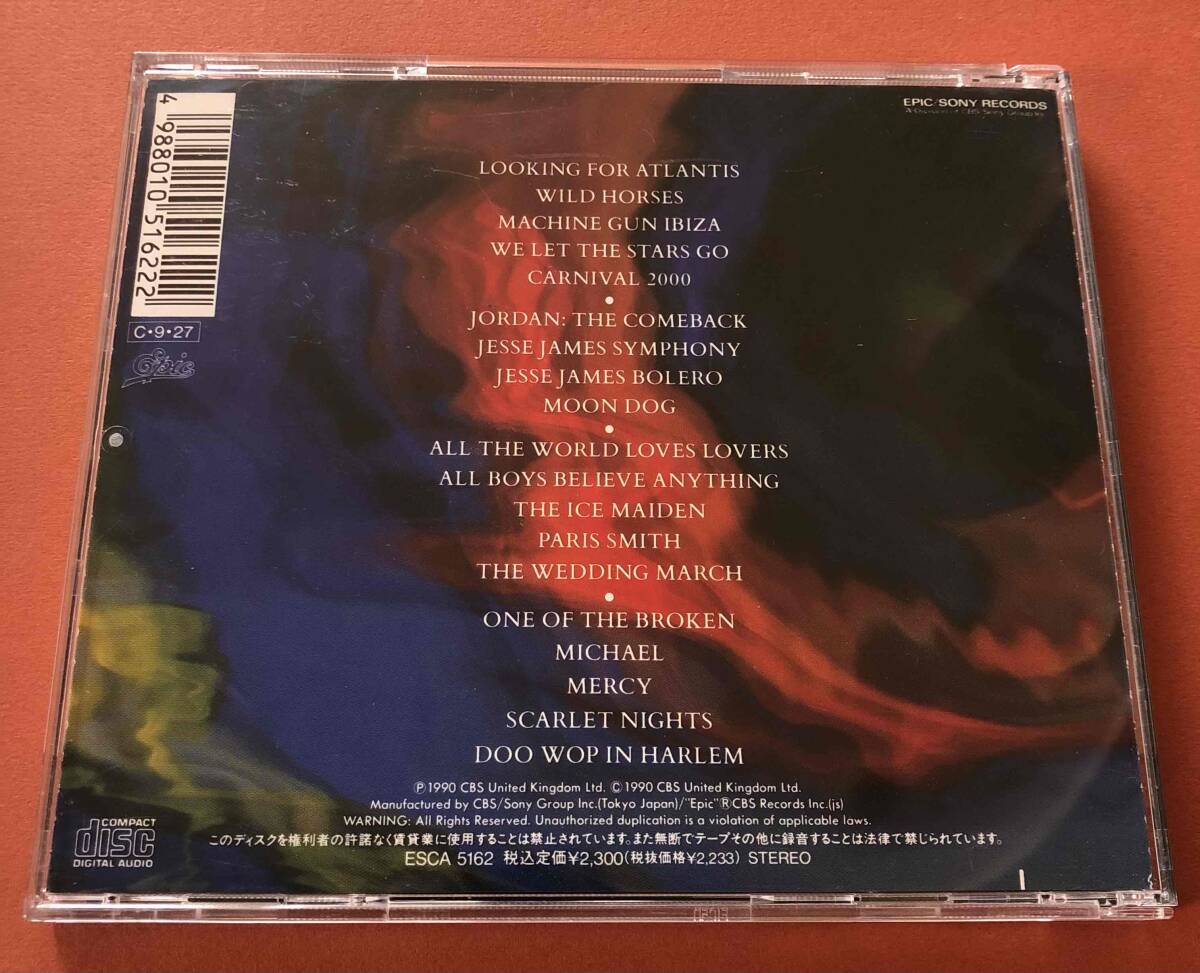 4 988010 516222
C・9・27
Epic
EPIC/SONY RECORDS
A Division of CBS/Sony Group Inc.
LOOKING FOR ATLANTIS
WILD HORSES
MACHINE GUN IBIZA
WE LET THE STARS GO
CARNIVAL 2000
•
JORDAN: THE COMEBACK
JESSE JAMES SYMPHONY
JESSE JAMES BOLERO
MOON DOG
•
ALL THE WORLD LOVES LOVERS
ALL BOYS BELIEVE ANYTHING
THE ICE MAIDEN
PARIS SMITH
THE WEDDING MARCH
•
ONE OF THE BROKEN
MICHAEL
MERCY
SCARLET NIGHTS
DOO WOP IN HARLEM
Ⓟ1990 CBS United Kingdom Ltd. Ⓒ1990 CBS United Kingdom Ltd.
Manufactured by CBS/Sony Group Inc.(Tokyo Japan)/"Epic"®CBS Records Inc.(js)
WARNING: All Rights Reserved. Unauthorized duplication is a violation of applicable laws.
このディスクを権利者の許諾なく賃貸業に使用することは禁止されています。また無断でテープその他に録音することは法律で禁じられています。
ESCA 5162 税込定価¥2,300(税抜価格¥2,233) STEREO
COMPACT
disc
DIGITAL AUDIO